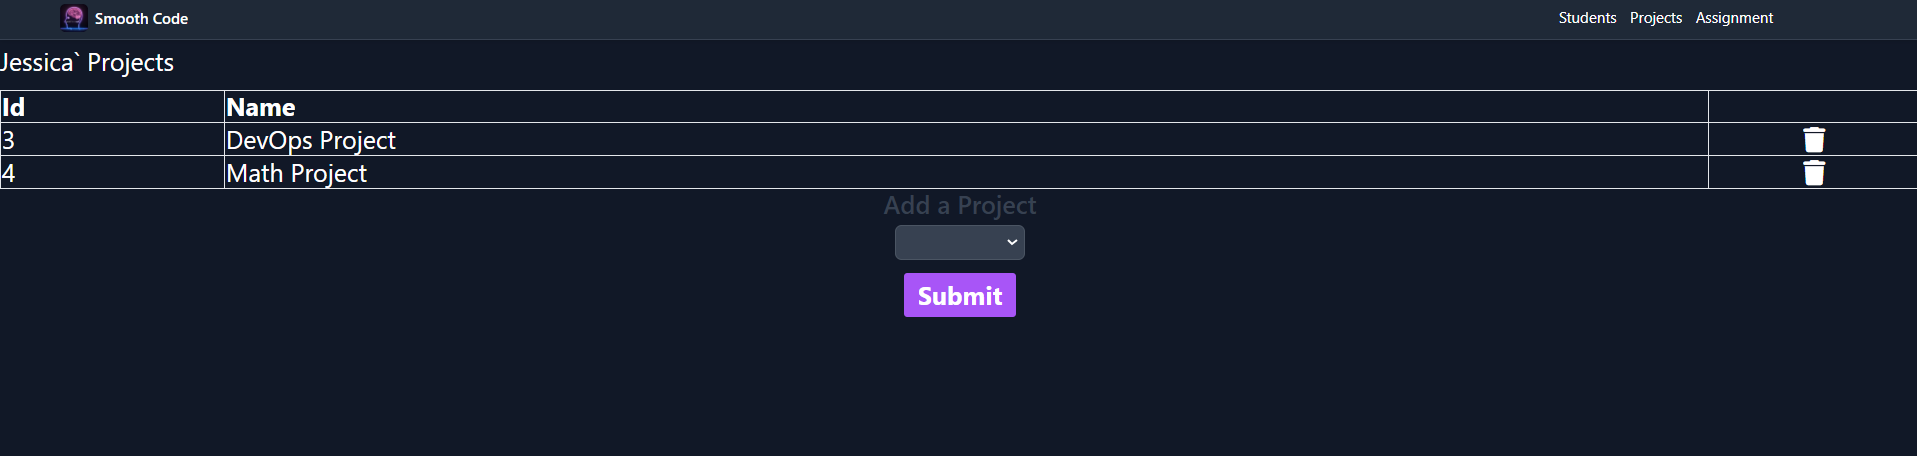 Smooth Code Students Projects Assignment
Jessica` Projects
Id Name
3 DevOps Project
4 Math Project
Add a Project
Submit